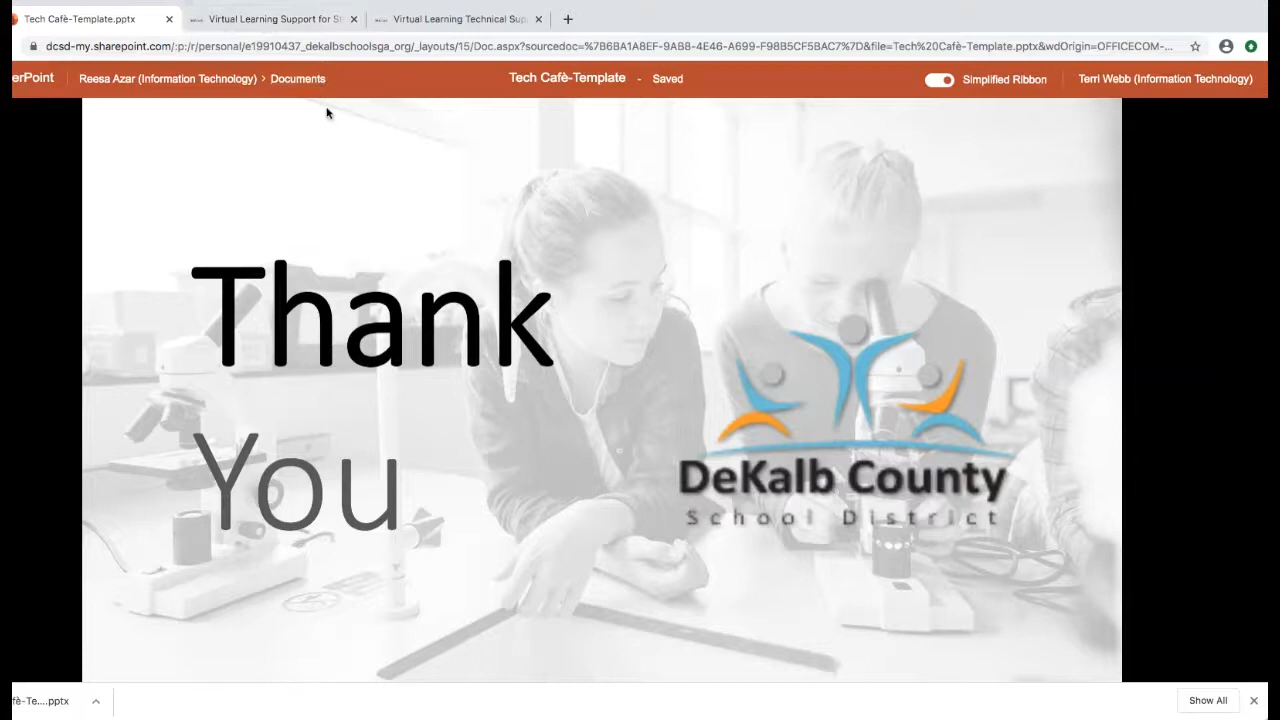 Tech Cafè-Template.pptx
Virtual Learning Support for St
Virtual Learning Technical Sup
dcsd-my.sharepoint.com/:p:/r/personal/e19910437_dekalbschoolsga_org/_layouts/15/Doc.aspx?sourcedoc=%7B6BA1A8EF-9AB8-4E46-A699-F98B5CF5BAC7%7D&file=Tech%20Cafè-Template.pptx&wdOrigin=OFFICECOM-...
erPoint
Reesa Azar (Information Technology) > Documents
Tech Cafè-Template - Saved
Simplified Ribbon
Terri Webb (Information Technology)
Thank
You
DeKalb County
School District
fè-Te....pptx
Show All